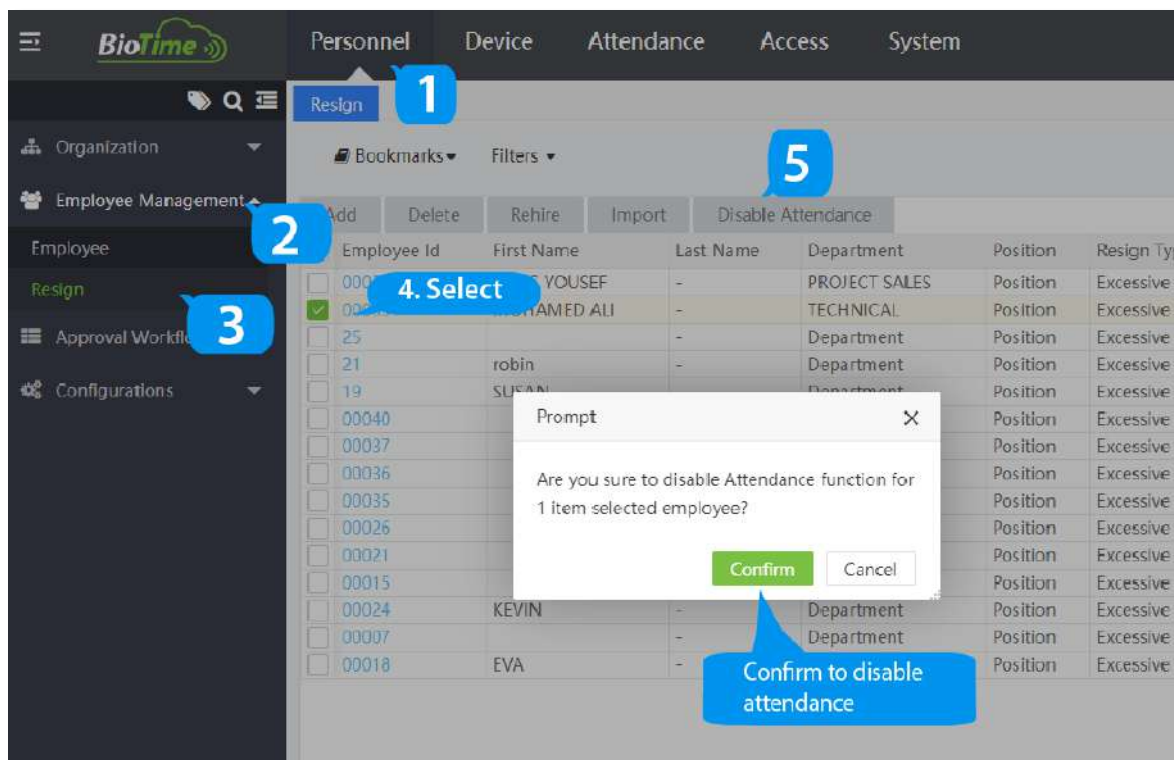 BioTime
Personnel Device Attendance Access System
1
Resign
Organization
Bookmarks Filters
5
Employee Management
Add Delete Rehire Import Disable Attendance
2
Employee
Employee Id First Name Last Name Department Position Resign Ty
YOUSEF - PROJECT SALES Position Excessive
4. Select
Resign
MOHAMED ALI - TECHNICAL Position Excessive
3
Approval
25 - Department Position Excessive
21 robin - Department Position Excessive
Configurations
19 SUSAN Department Position Excessive
00040 Position Excessive
00037 Position Excessive
00036 Position Excessive
00035 Position Excessive
00026 Position Excessive
00021 Position Excessive
00015 Position Excessive
Prompt
Are you sure to disable Attendance function for
1 item selected employee?
Confirm Cancel
00024 KEVIN - Department Position Excessive
00007 - Department Position Excessive
00018 EVA - Position Excessive
Confirm to disable
attendance